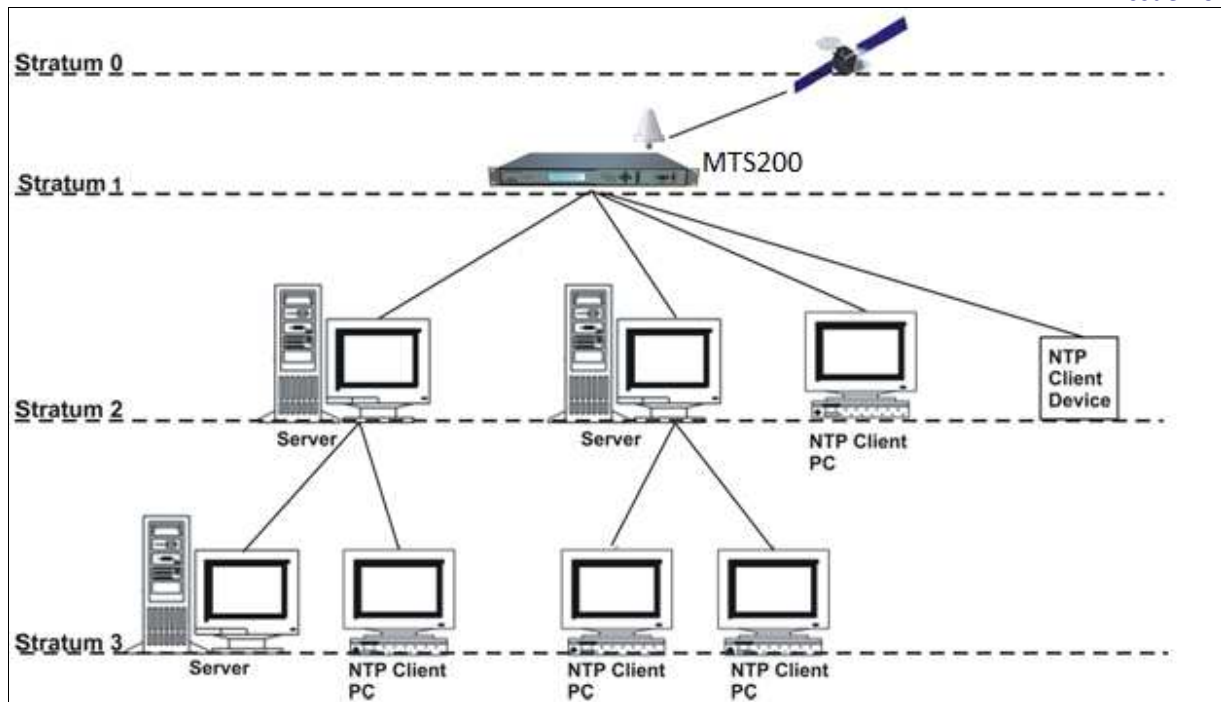 Stratum 0
MTS200
Stratum 1
NTP
Client
Device
Stratum 2
Server
Server
NTP Client
PC
Stratum 3
Server
NTP Client
PC
NTP Client
PC
NTP Client
PC